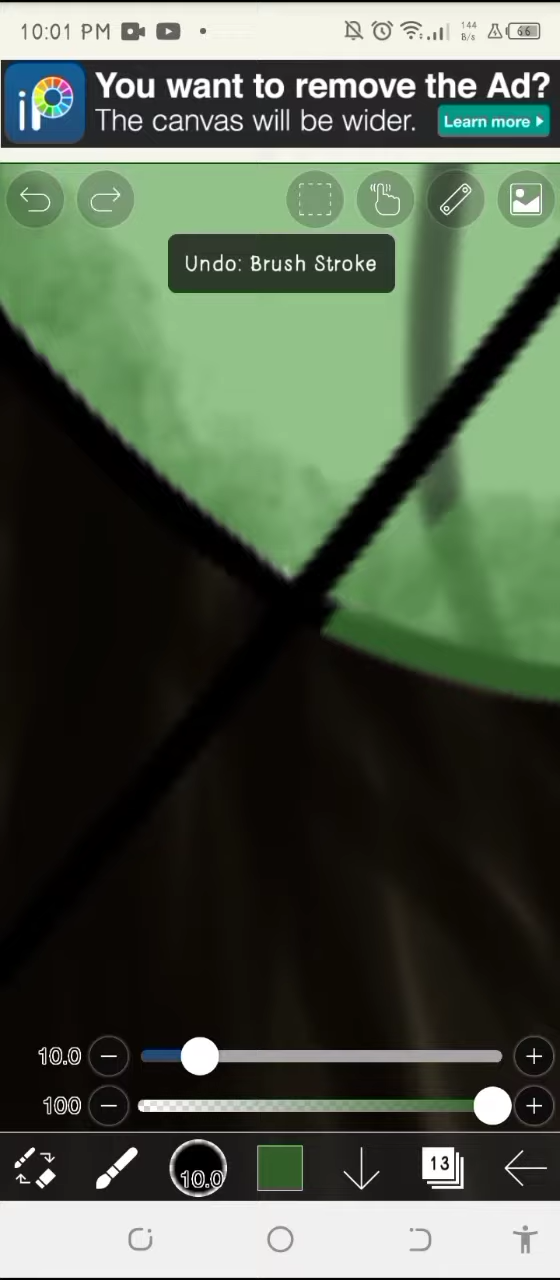 10:01 PM
144
B/s
66
iP
You want to remove the Ad?
The canvas will be wider.
Learn more
Undo: Brush Stroke
10.0
100
10.0
13